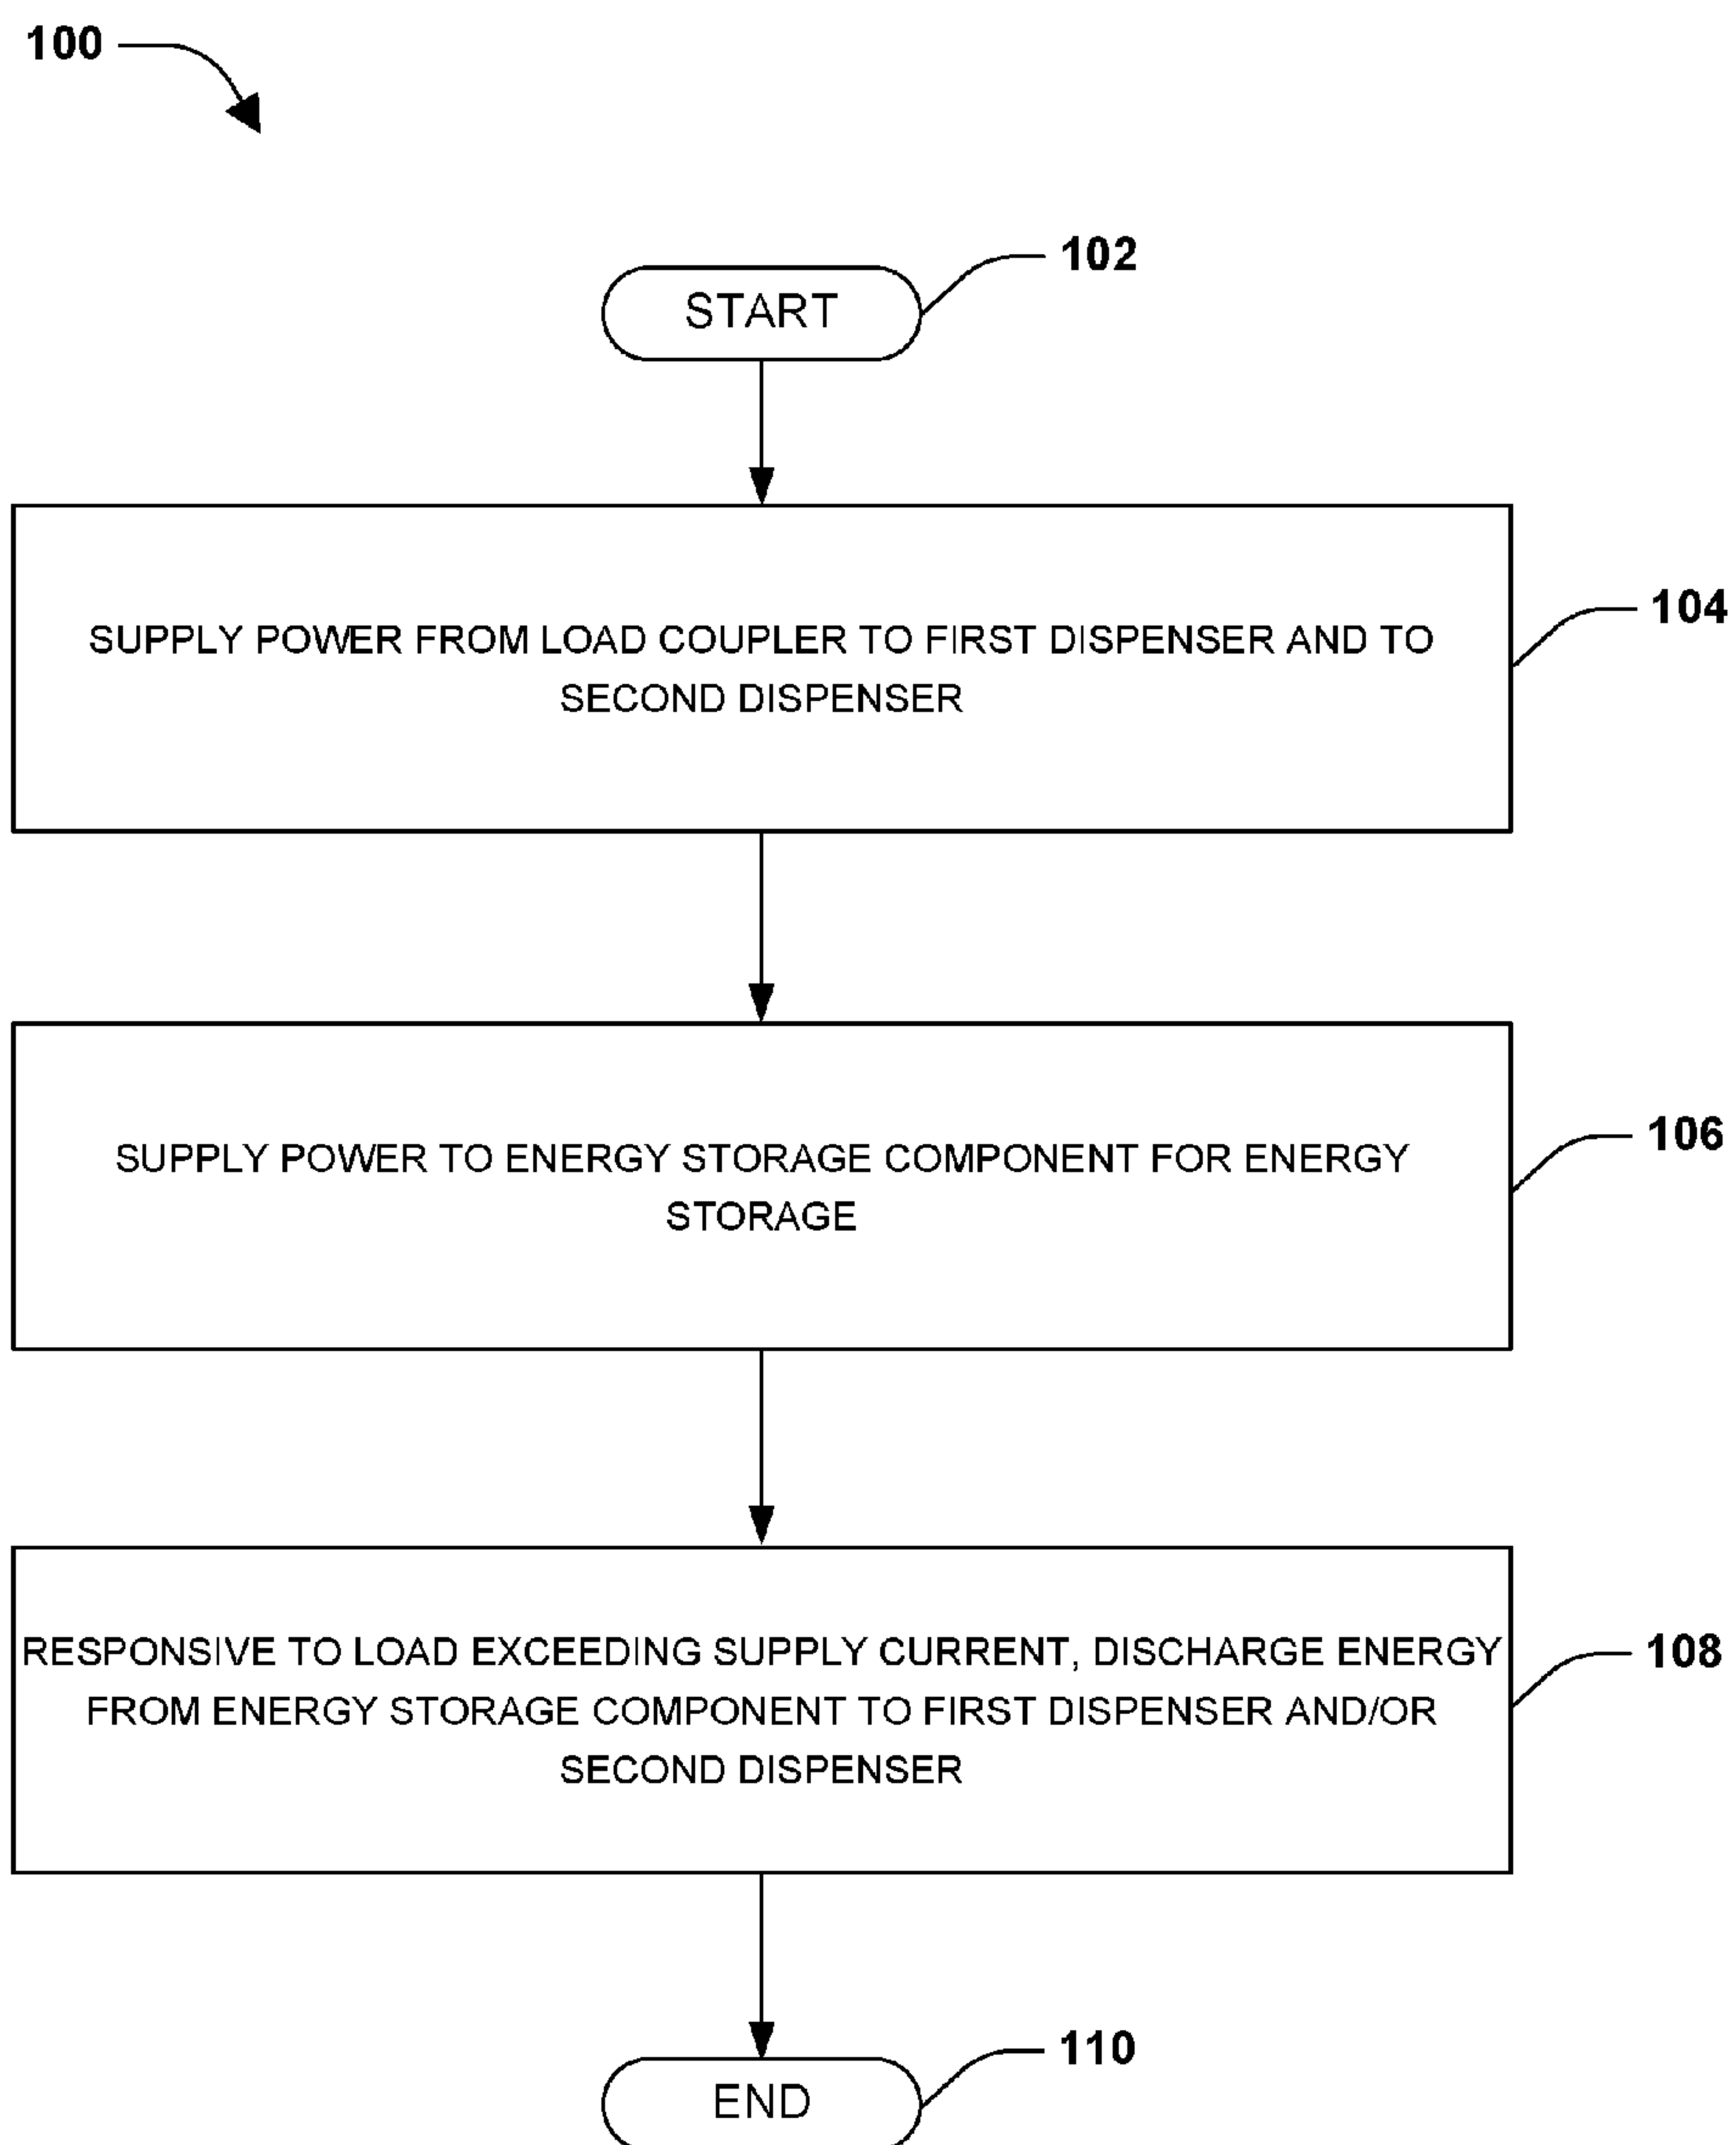 100
102
START
104
SUPPLY POWER FROM LOAD COUPLER TO FIRST DISPENSER AND TO
SECOND DISPENSER
106
SUPPLY POWER TO ENERGY STORAGE COMPONENT FOR ENERGY
STORAGE
108
RESPONSIVE TO LOAD EXCEEDING SUPPLY CURRENT, DISCHARGE ENERGY
FROM ENERGY STORAGE COMPONENT TO FIRST DISPENSER AND/OR
SECOND DISPENSER
110
END